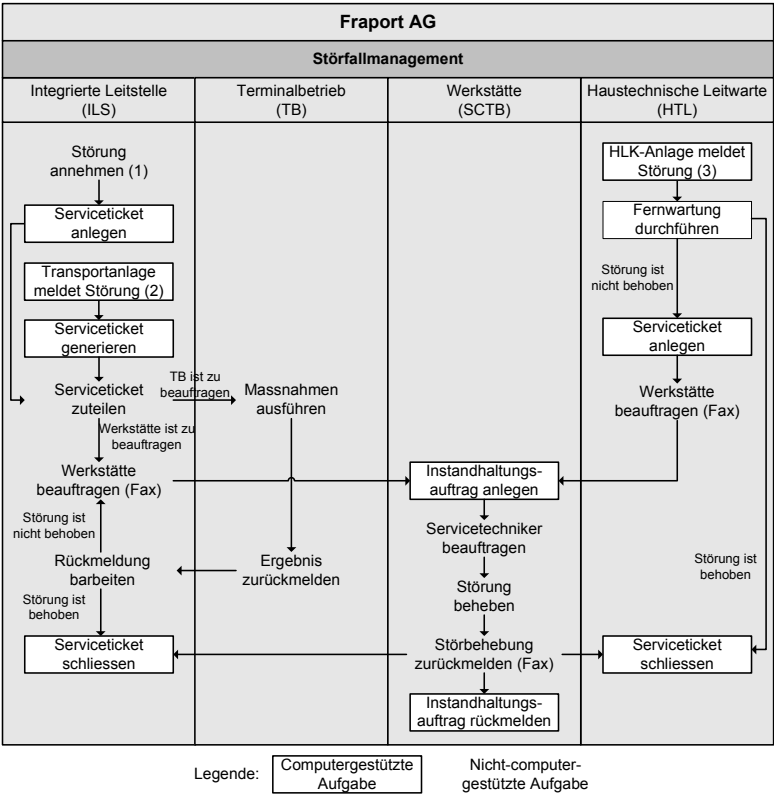 Fraport AG
Störfallmanagement
Integrierte Leitstelle
(ILS)
Terminalbetrieb
(TB)
Werkstätte
(SCTB)
Haustechnische Leitwarte
(HTL)
Störung
annehmen (1)
Serviceticket
anlegen
Transportanlage
meldet Störung (2)
Serviceticket
generieren
Serviceticket
zuteilen
TB ist zu
beauftragen
Werkstätte ist zu
beauftragen
Werkstätte
beauftragen (Fax)
Störung ist
nicht behoben
Rückmeldung
barbeiten
Störung ist
behoben
Serviceticket
schliessen
Massnahmen
ausführen
Ergebnis
zurückmelden
Instandhaltungs-
auftrag anlegen
Servicetechniker
beauftragen
Störung
beheben
Störbehebung
zurückmelden (Fax)
Instandhaltungs-
auftrag rückmelden
HLK-Anlage meldet
Störung (3)
Fernwartung
durchführen
Störung ist
nicht behoben
Serviceticket
anlegen
Werkstätte
beauftragen (Fax)
Störung ist
behoben
Serviceticket
schliessen
Legende:
Computergestützte
Aufgabe
Nicht-computer-
gestützte Aufgabe